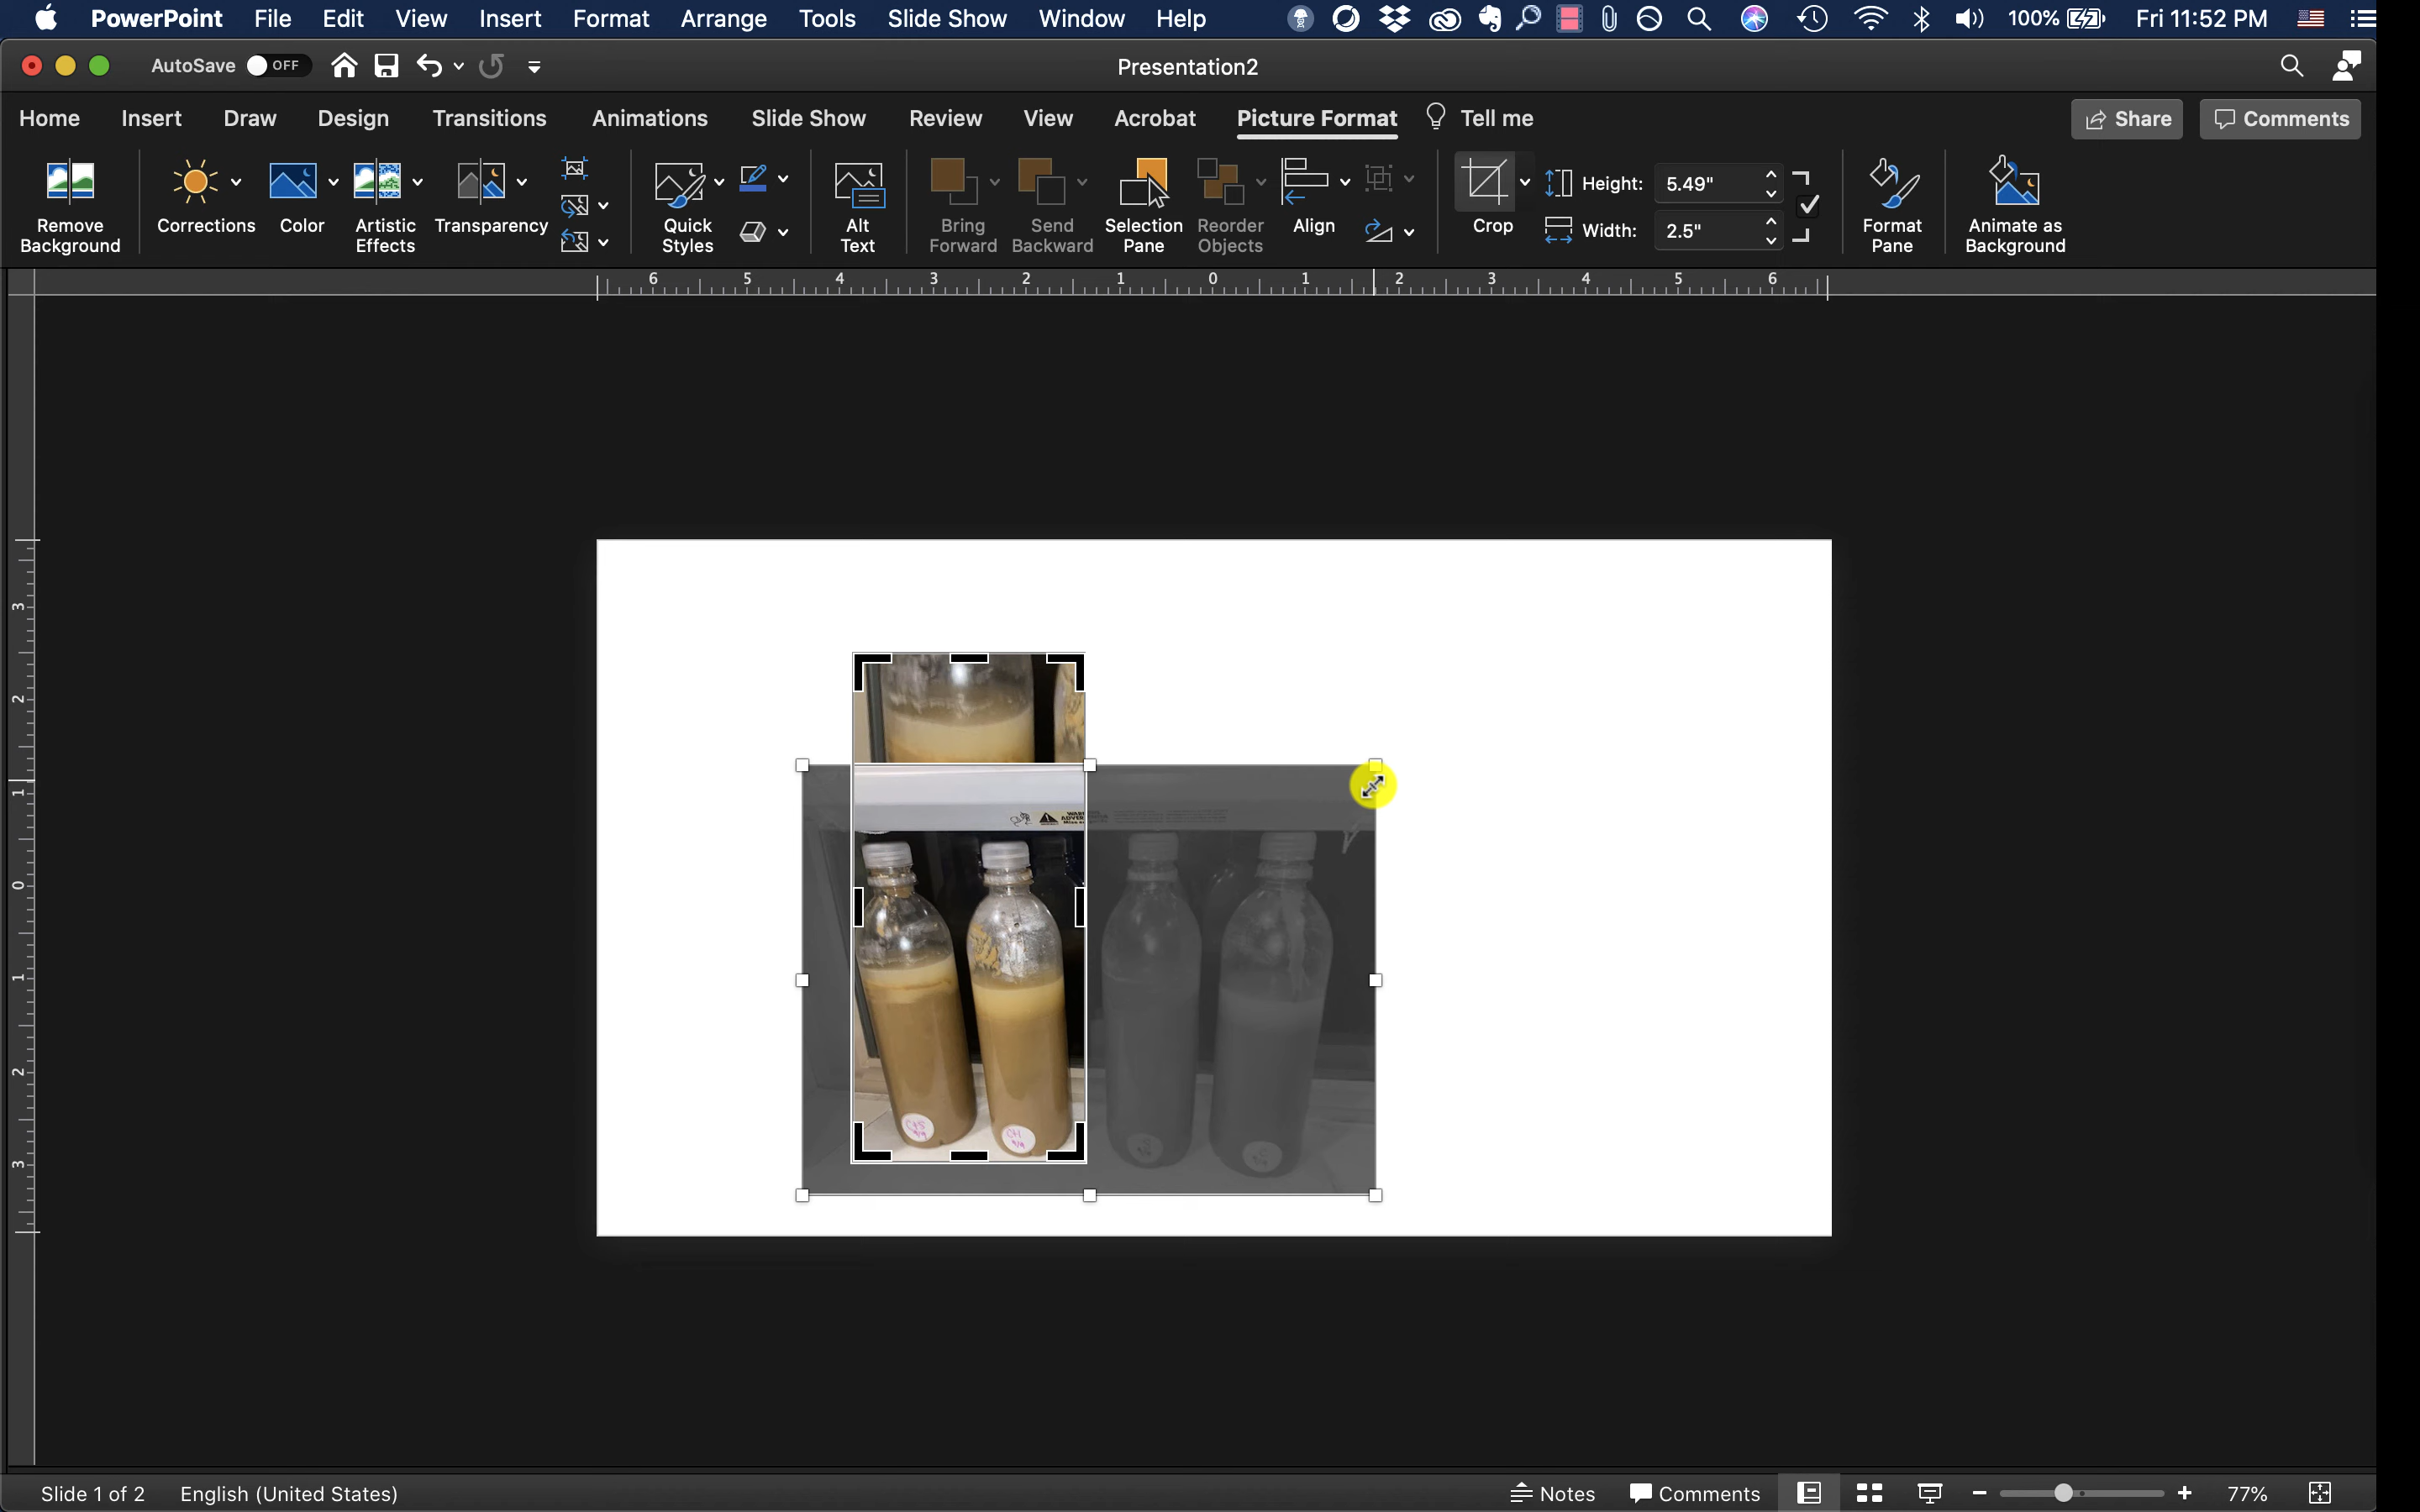 PowerPoint File Edit View Insert Format Arrange Tools Slide Show Window Help 100% Fri 11:52 PM
AutoSave OFF Presentation2
Home Insert Draw Design Transitions Animations Slide Show Review View Acrobat Picture Format Tell me Share Comments
Remove Background Corrections Color Artistic Effects Transparency Quick Styles Alt Text Bring Forward Send Backward Selection Pane Reorder Objects Align Crop Height: 5.49" Width: 2.5" Format Pane Animate as Background
6 5 4 3 2 1 0 1 2 3 4 5 6
3
2
1
0
1
2
3
Slide 1 of 2 English (United States) Notes Comments 77%